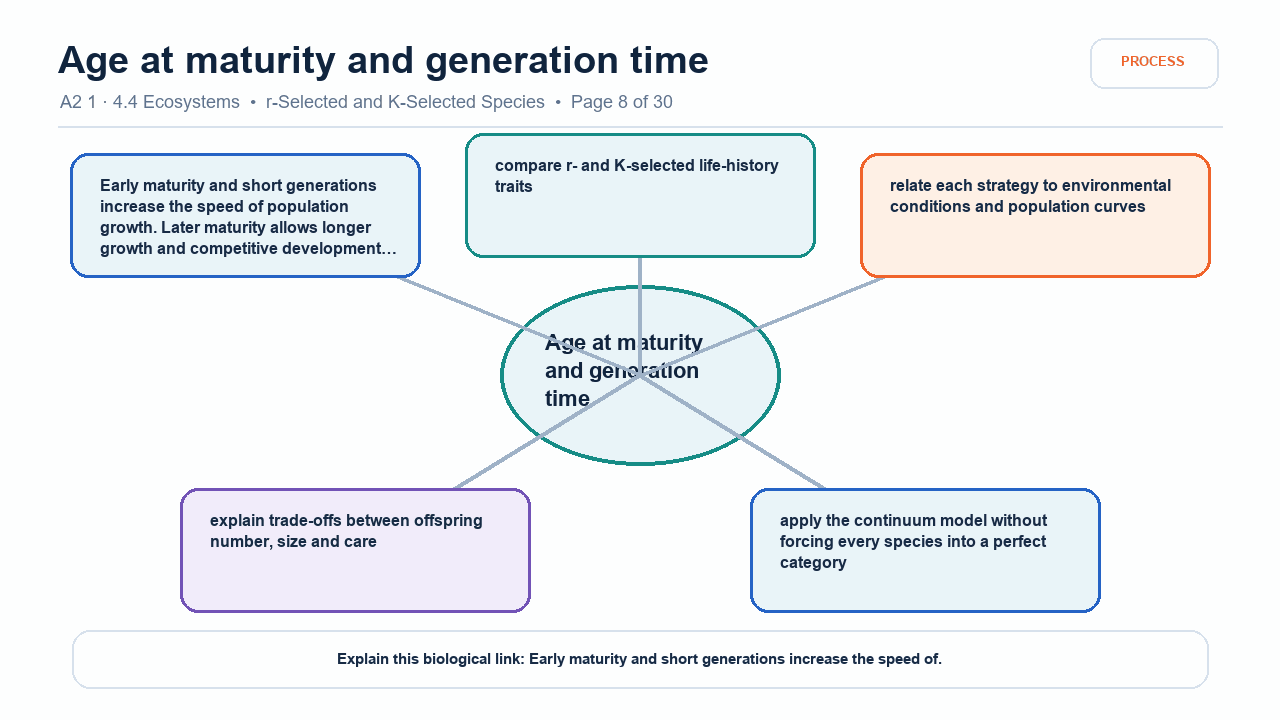 Age at maturity and generation time
PROCESS
A2 1 · 4.4 Ecosystems • r-Selected and K-Selected Species • Page 8 of 30
Early maturity and short generations
increase the speed of population
growth. Later maturity allows longer
growth and competitive development…
compare r- and K-selected life-history
traits
relate each strategy to environmental
conditions and population curves
Age at maturity
and generation
time
explain trade-offs between offspring
number, size and care
apply the continuum model without
forcing every species into a perfect
category
Explain this biological link: Early maturity and short generations increase the speed of.